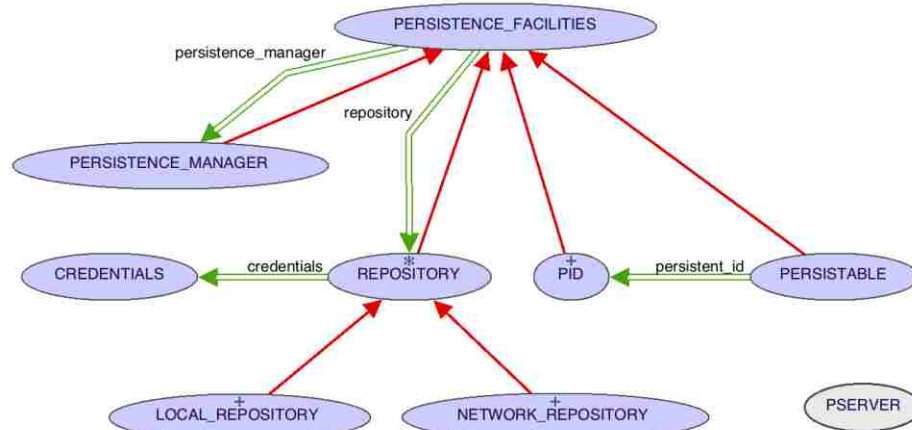 PERSISTENCE_FACILITIES
persistence_manager
repository
PERSISTENCE_MANAGER
*
+
CREDENTIALS
credentials
REPOSITORY
PID
persistent_id
PERSISTABLE
+
+
LOCAL_REPOSITORY
NETWORK_REPOSITORY
PSERVER